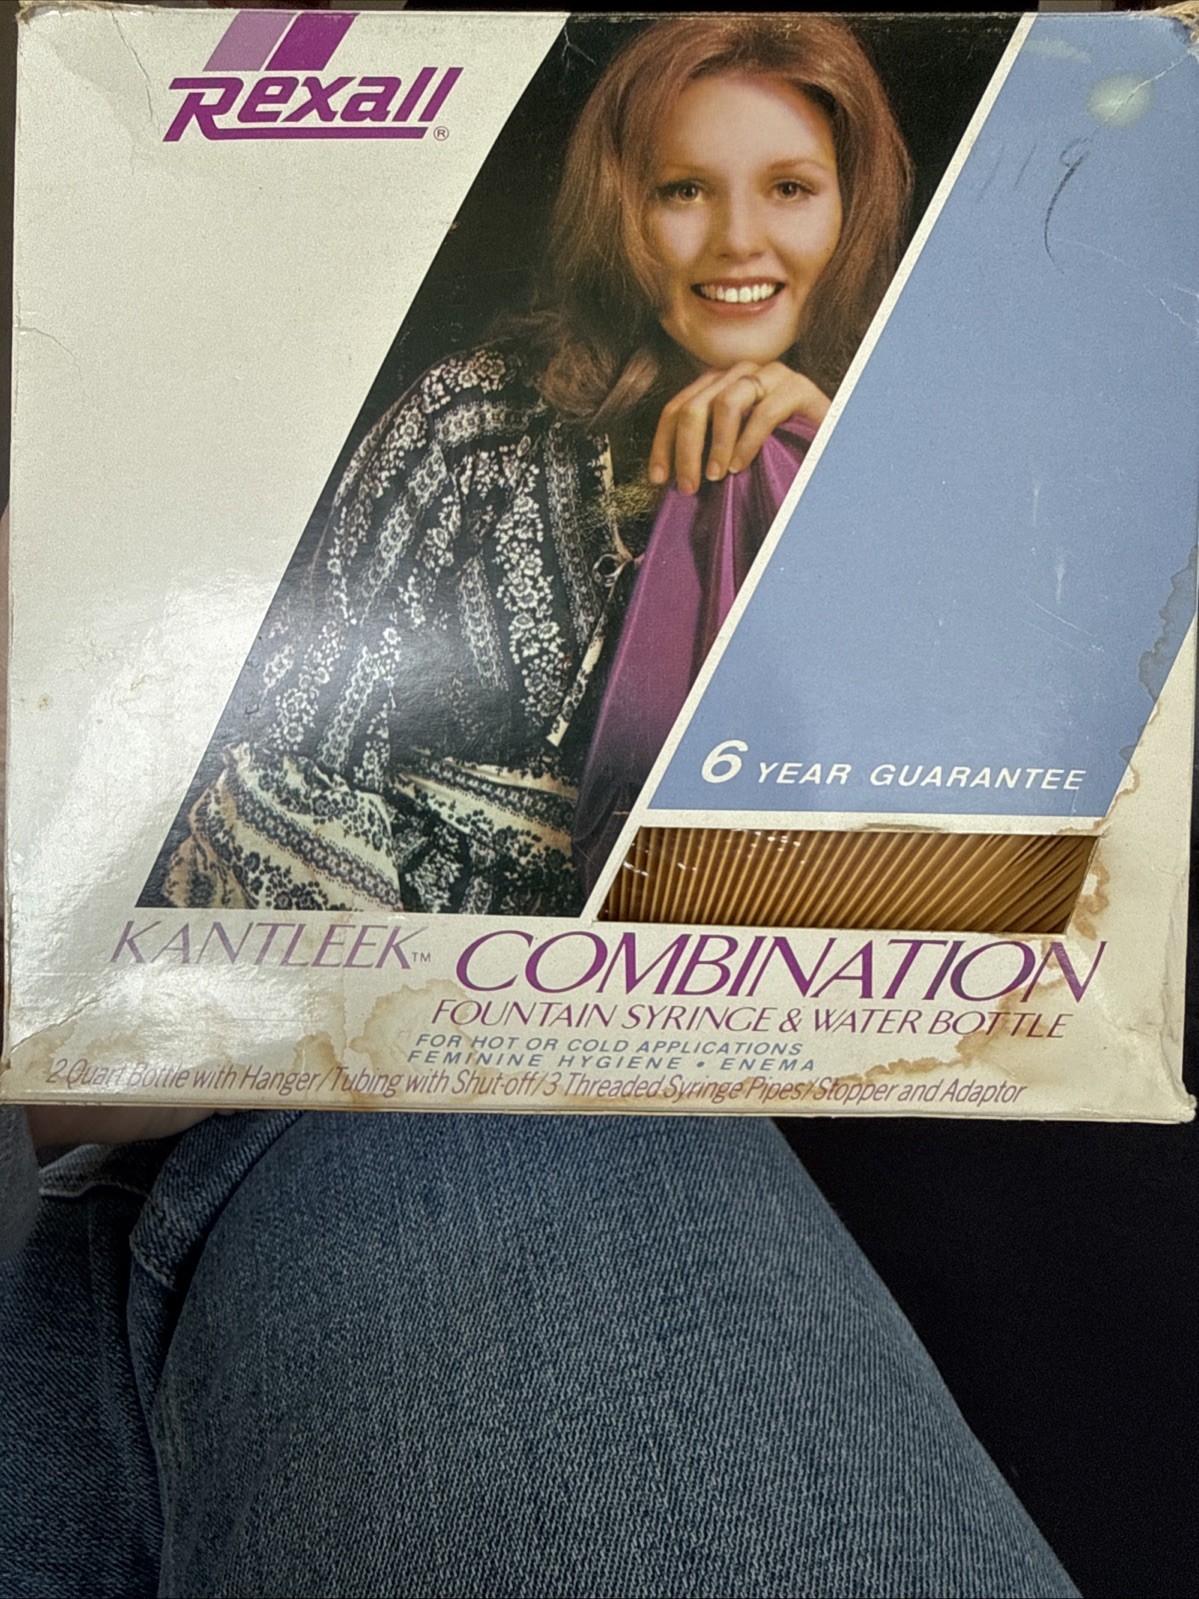 Rexall®
119
6 YEAR GUARANTEE
KANTLEEK™ COMBINATION
FOUNTAIN SYRINGE & WATER BOTTLE
FOR HOT OR COLD APPLICATIONS
FEMININE HYGIENE • ENEMA
2 Quart Bottle with Hanger/Tubing with Shut-off/3 Threaded Syringe Pipes/Stopper and Adaptor